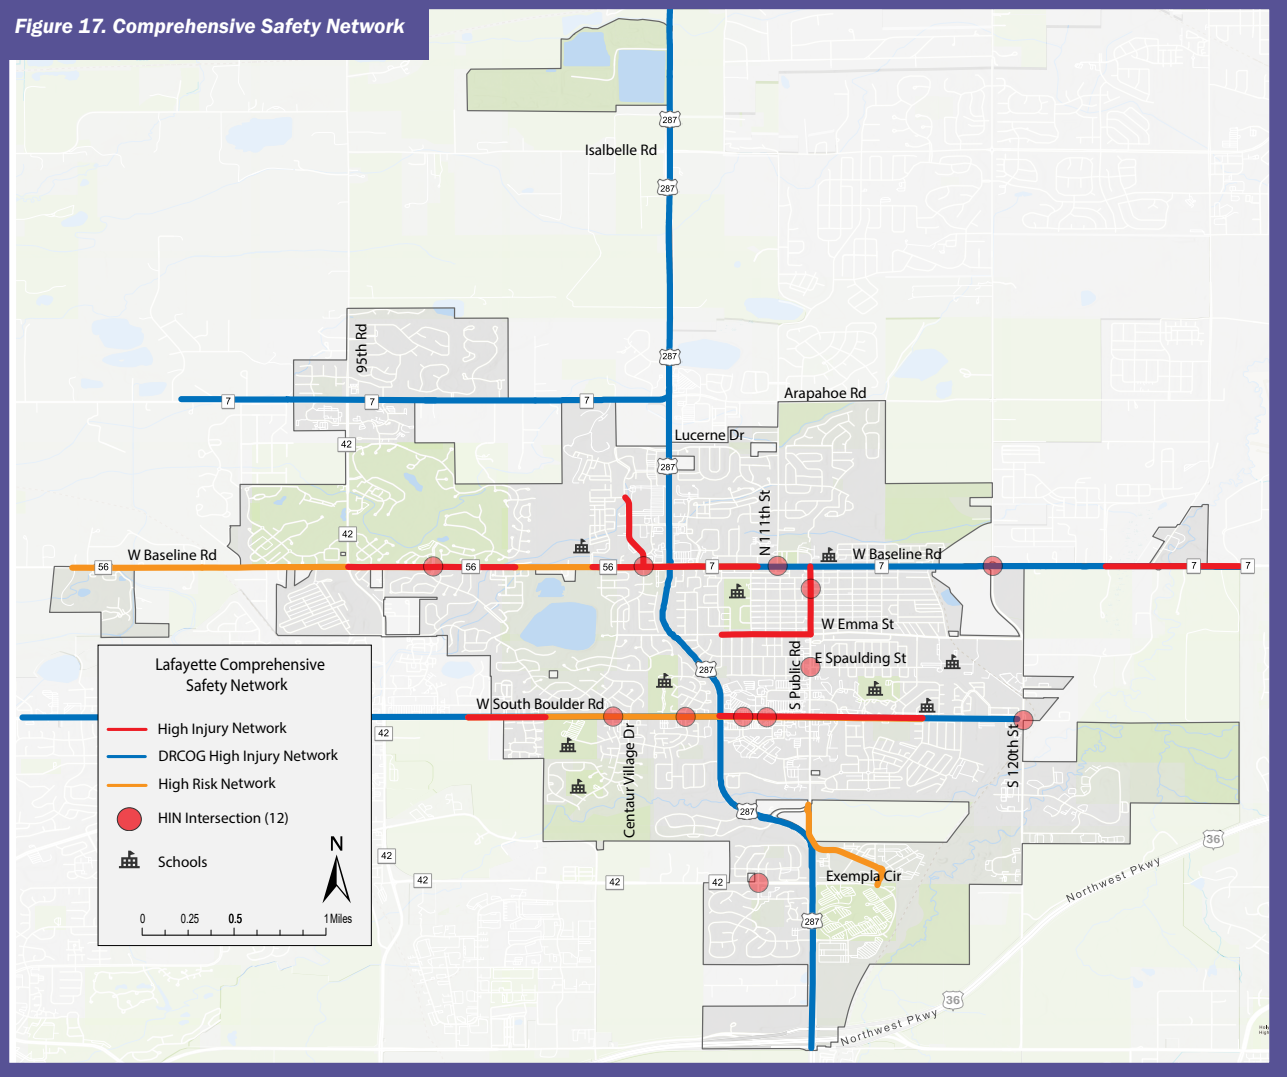 Figure 17. Comprehensive Safety Network
287
Isalbelle Rd
287
95th Rd
287
7
7
7
Arapahoe Rd
42
Lucerne Dr
287
N 111th St
42
W Baseline Rd
W Baseline Rd
56
56
56
7
7
7
7
W Emma St
S Public Rd
E Spaulding St
287
W South Boulder Rd
42
Centaur Village Dr
S 120th St
287
36
42
42
42
42
Exempla Cir
Northwest Pkwy
287
36
Northwest Pkwy
Lafayette Comprehensive
Safety Network
High Injury Network
DRCOG High Injury Network
High Risk Network
HIN Intersection (12)
Schools
N
0 0.25 0.5 1 Miles